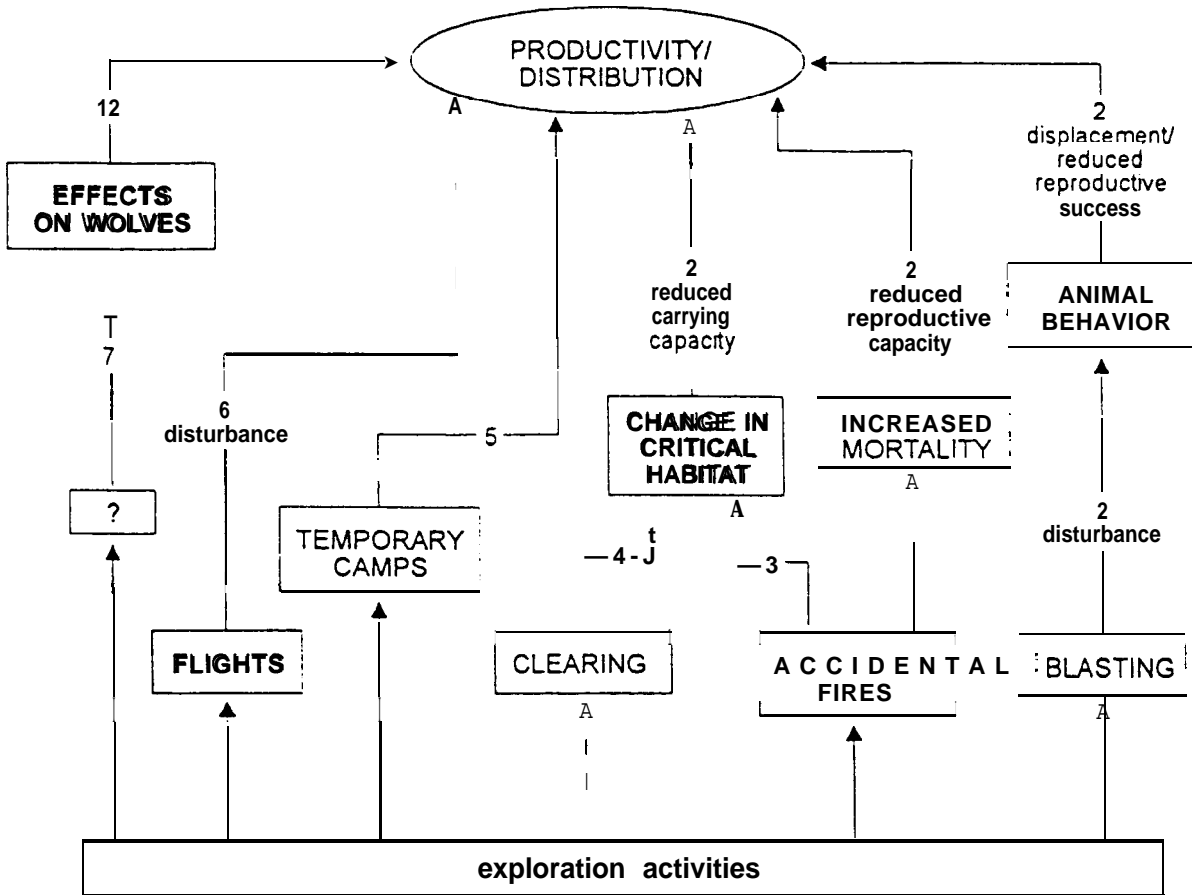 PRODUCTIVITY/
DISTRIBUTION
12
A
A
2
displacement/
reduced
reproductive
success
EFFECTS
ON WOLVES
2
reduced
carrying
capacity
2
reduced
reproductive
capacity
ANIMAL
BEHAVIOR
T
7
6
disturbance
5
CHANGE IN
CRITICAL
HABITAT
A
INCREASED
MORTALITY
A
?
TEMPORARY
CAMPS
t
—4-J
—3
2
disturbance
FLIGHTS
CLEARING
A
ACCIDENTAL
FIRES
BLASTING
A
exploration activities